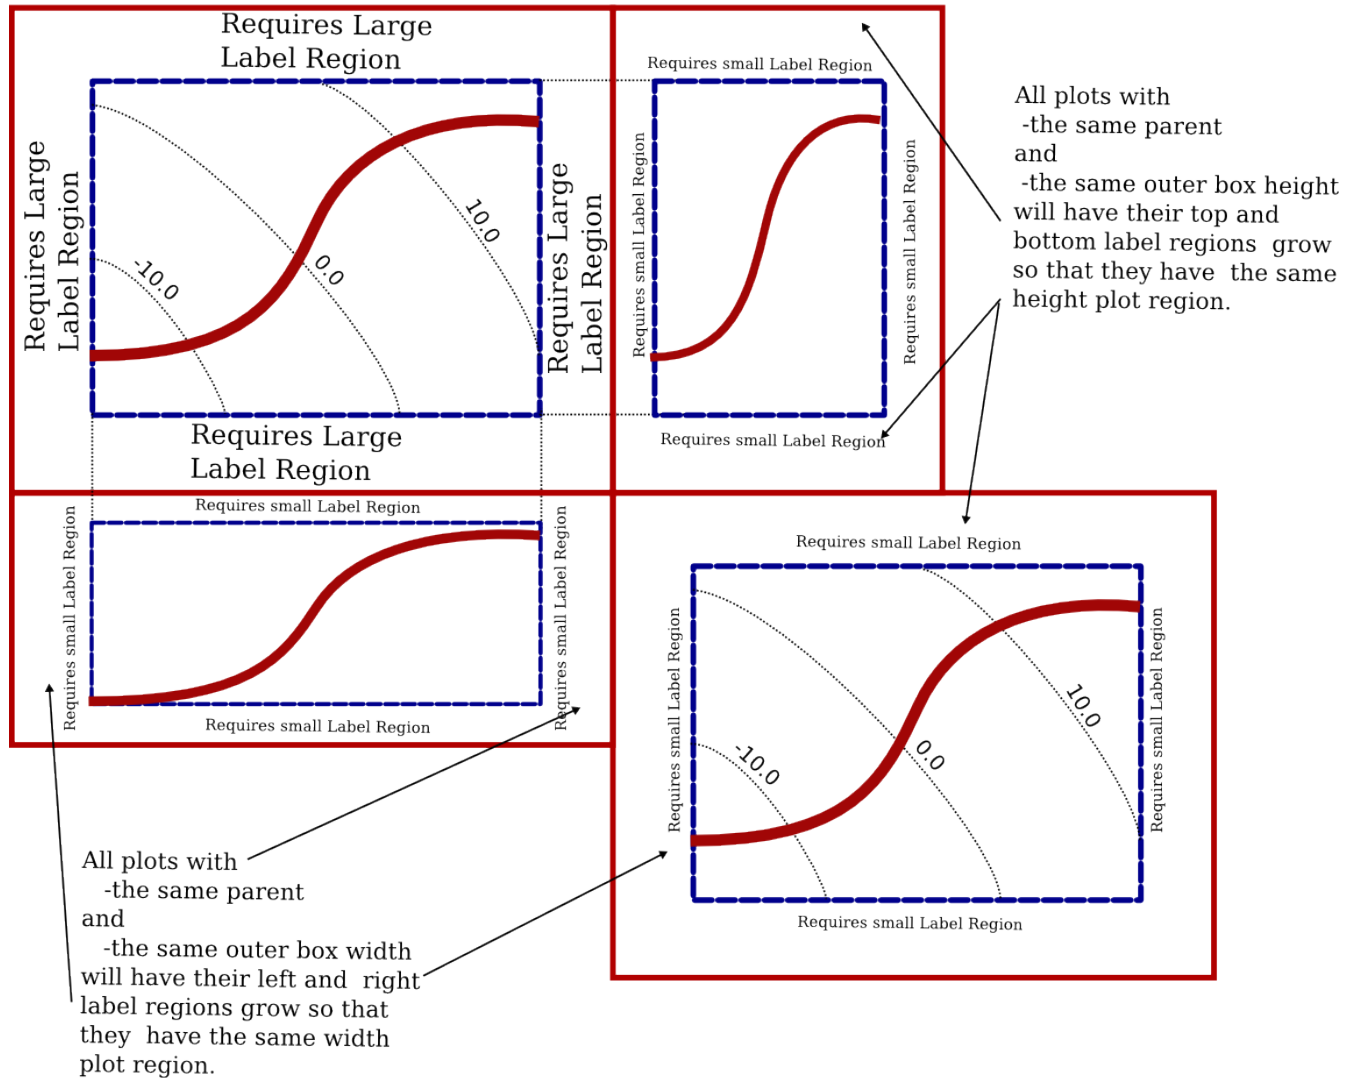 Requires Large
Label Region
Requires Large
Label Region
-10.0
0.0
10.0
Requires Large
Label Region
Requires Large
Label Region
Requires small Label Region
Requires small Label Region
Requires small Label Region
Requires small Label Region
All plots with
-the same parent
and
-the same outer box height
will have their top and
bottom label regions grow
so that they have the same
height plot region.
Requires small Label Region
Requires small Label Region
Requires small Label Region
Requires small Label Region
Requires small Label Region
Requires small Label Region
-10.0
0.0
10.0
Requires small Label Region
Requires small Label Region
All plots with
-the same parent
and
-the same outer box width
will have their left and right
label regions grow so that
they have the same width
plot region.